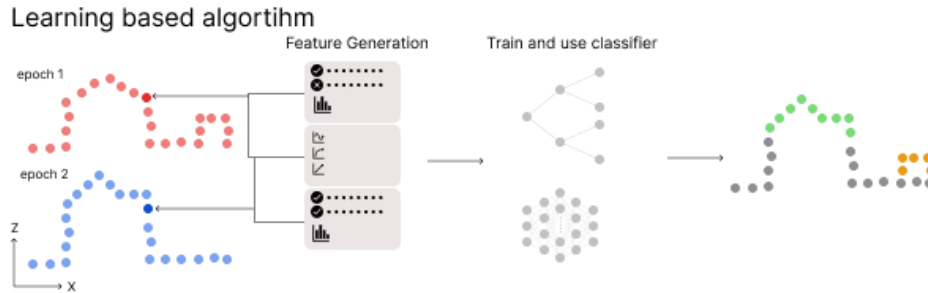 Learning based algortihm
Feature Generation
Train and use classifier
epoch 1
epoch 2
Z
X